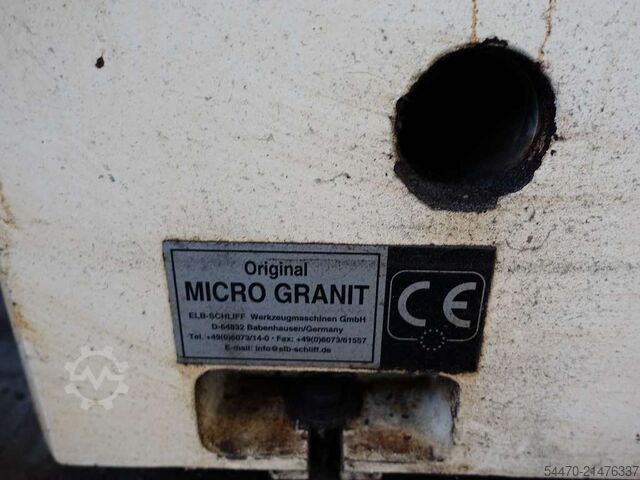 Original
MICRO GRANIT
ELB-SCHLIFF Werkzeugmaschinen GmbH
D-64832 Babenhausen/Germany
Tel. +49(0)6073/14-0 · Fax: +49(0)6073/61557
E-mail: info@elb-schliff.de
CE
54470-21476337